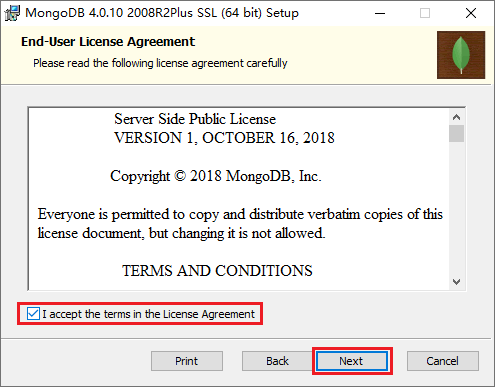 MongoDB 4.0.10 2008R2Plus SSL (64 bit) Setup
End-User License Agreement
Please read the following license agreement carefully
Server Side Public License
VERSION 1, OCTOBER 16, 2018
Copyright © 2018 MongoDB, Inc.
Everyone is permitted to copy and distribute verbatim copies of this
license document, but changing it is not allowed.
TERMS AND CONDITIONS
I accept the terms in the License Agreement
Print Back Next Cancel